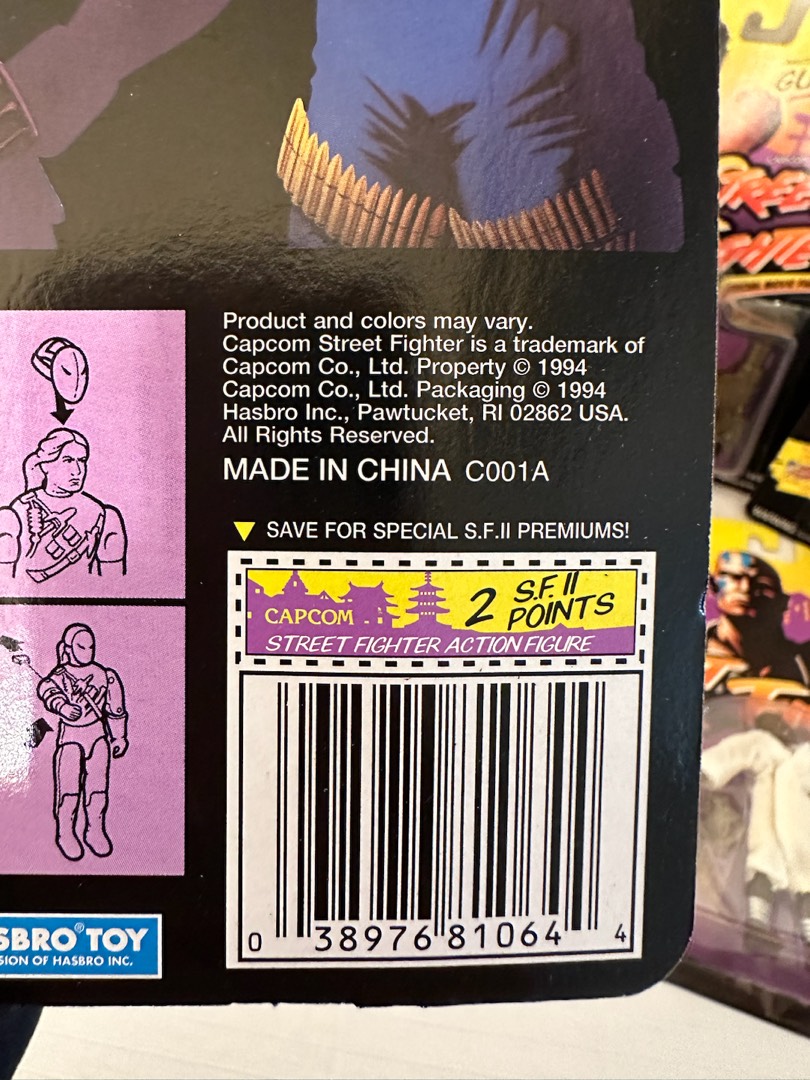 Product and colors may vary.
Capcom Street Fighter is a trademark of
Capcom Co., Ltd. Property © 1994
Capcom Co., Ltd. Packaging © 1994
Hasbro Inc., Pawtucket, RI 02862 USA.
All Rights Reserved.
MADE IN CHINA C001A
SAVE FOR SPECIAL S.F.II PREMIUMS!
CAPCOM
2 S.F. II
POINTS
STREET FIGHTER ACTION FIGURE
0 38976 81064 4
SBRO® TOY
SION OF HASBRO INC.